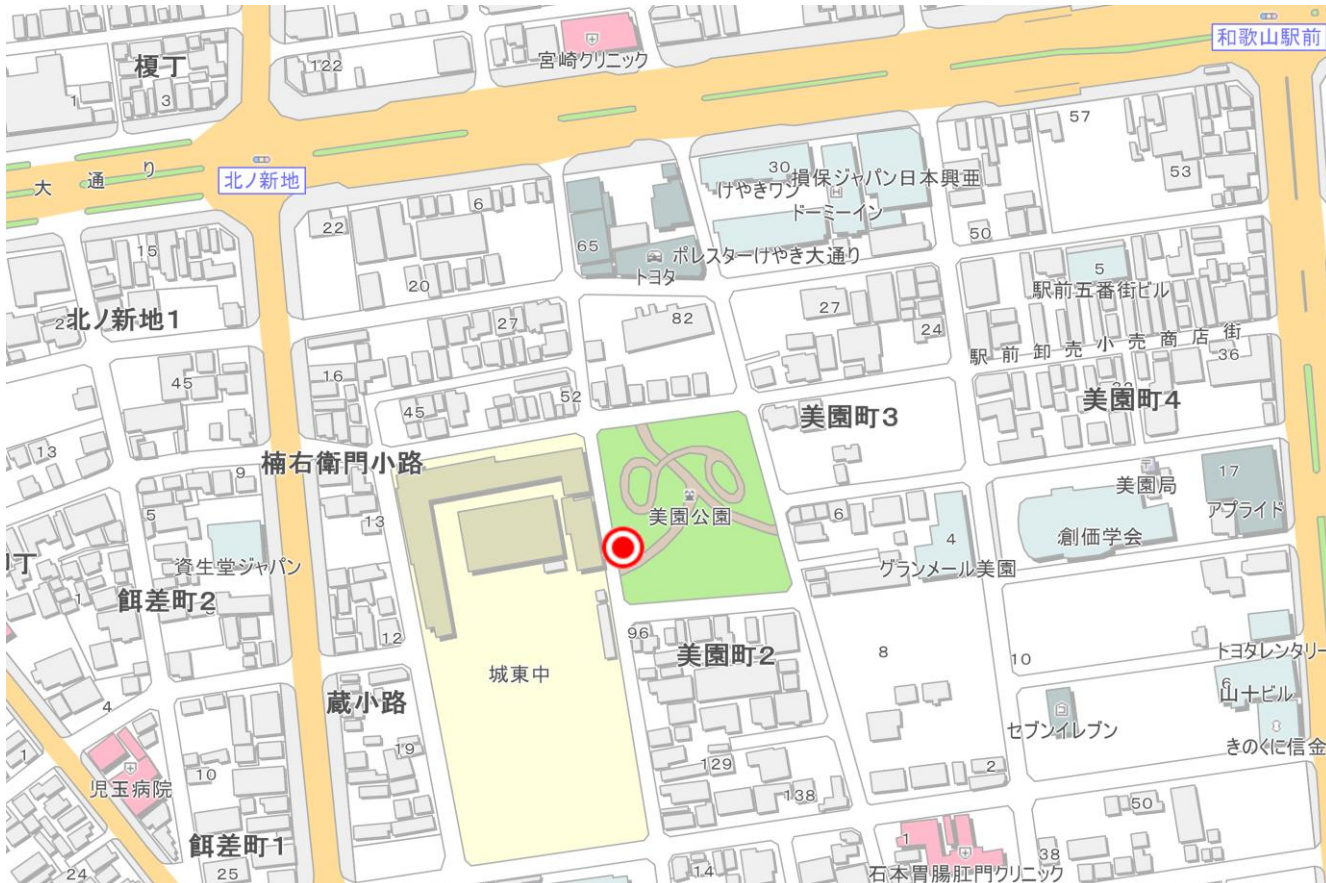 和歌山駅前
宮崎クリニック
122
榎丁
1
3
57
大通り
北ノ新地
30
けやきワン
損保ジャパン日本興亜
ドーミーイン
53
6
22
65
ポレスターけやき大通り
トヨタ
50
15
20
5
駅前五番街ビル
北ノ新地1
27
82
27
24
駅前卸売小売商店街
36
16
45
45
52
美園町3
美園町4
13
楠右衛門小路
9
17
美園局
アプライド
5
13
美園公園
6
4
創価学会
資生堂ジャパン
グランメール美園
1
餌差町2
12
96
美園町2
8
10
トヨタレンタリー
城東中
6
山十ビル
蔵小路
4
セブンイレブン
きのくに信金
1
19
129
2
10
児玉病院
138
50
餌差町1
1
38
24
25
14
石本胃腸肛門クリニック